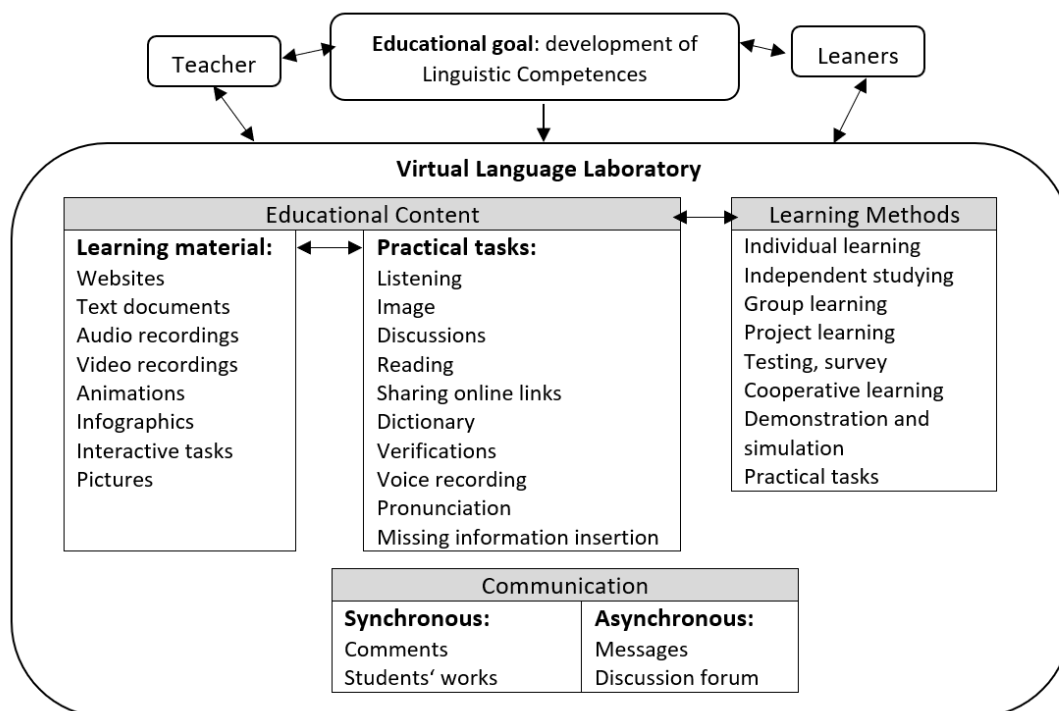 Teacher
Educational goal: development of
Linguistic Competences
Leaners
Virtual Language Laboratory
Educational Content
Learning material:
Websites
Text documents
Audio recordings
Video recordings
Animations
Infographics
Interactive tasks
Pictures
Practical tasks:
Listening
Image
Discussions
Reading
Sharing online links
Dictionary
Verifications
Voice recording
Pronunciation
Missing information insertion
Learning Methods
Individual learning
Independent studying
Group learning
Project learning
Testing, survey
Cooperative learning
Demonstration and
simulation
Practical tasks
Communication
Synchronous:
Comments
Students‘ works
Asynchronous:
Messages
Discussion forum